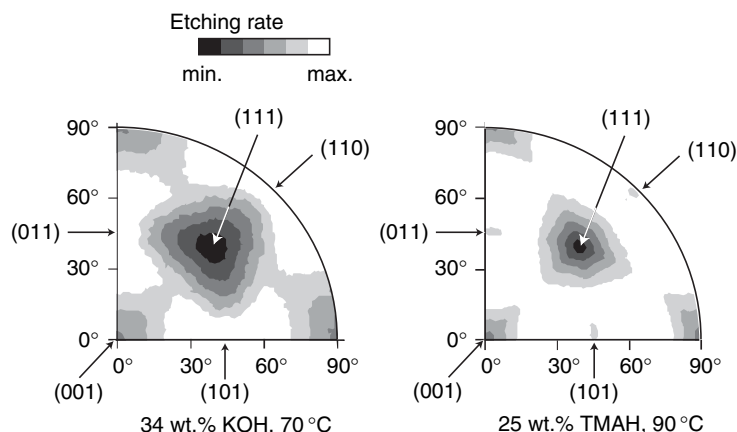 Etching rate
min. max.
(111)
90°
(110)
60°
(011)
30°
0°
0° 30° 60° 90°
(001) (101)
34 wt.% KOH, 70 °C
(111)
90°
(110)
60°
(011)
30°
0°
0° 30° 60° 90°
(001) (101)
25 wt.% TMAH, 90 °C